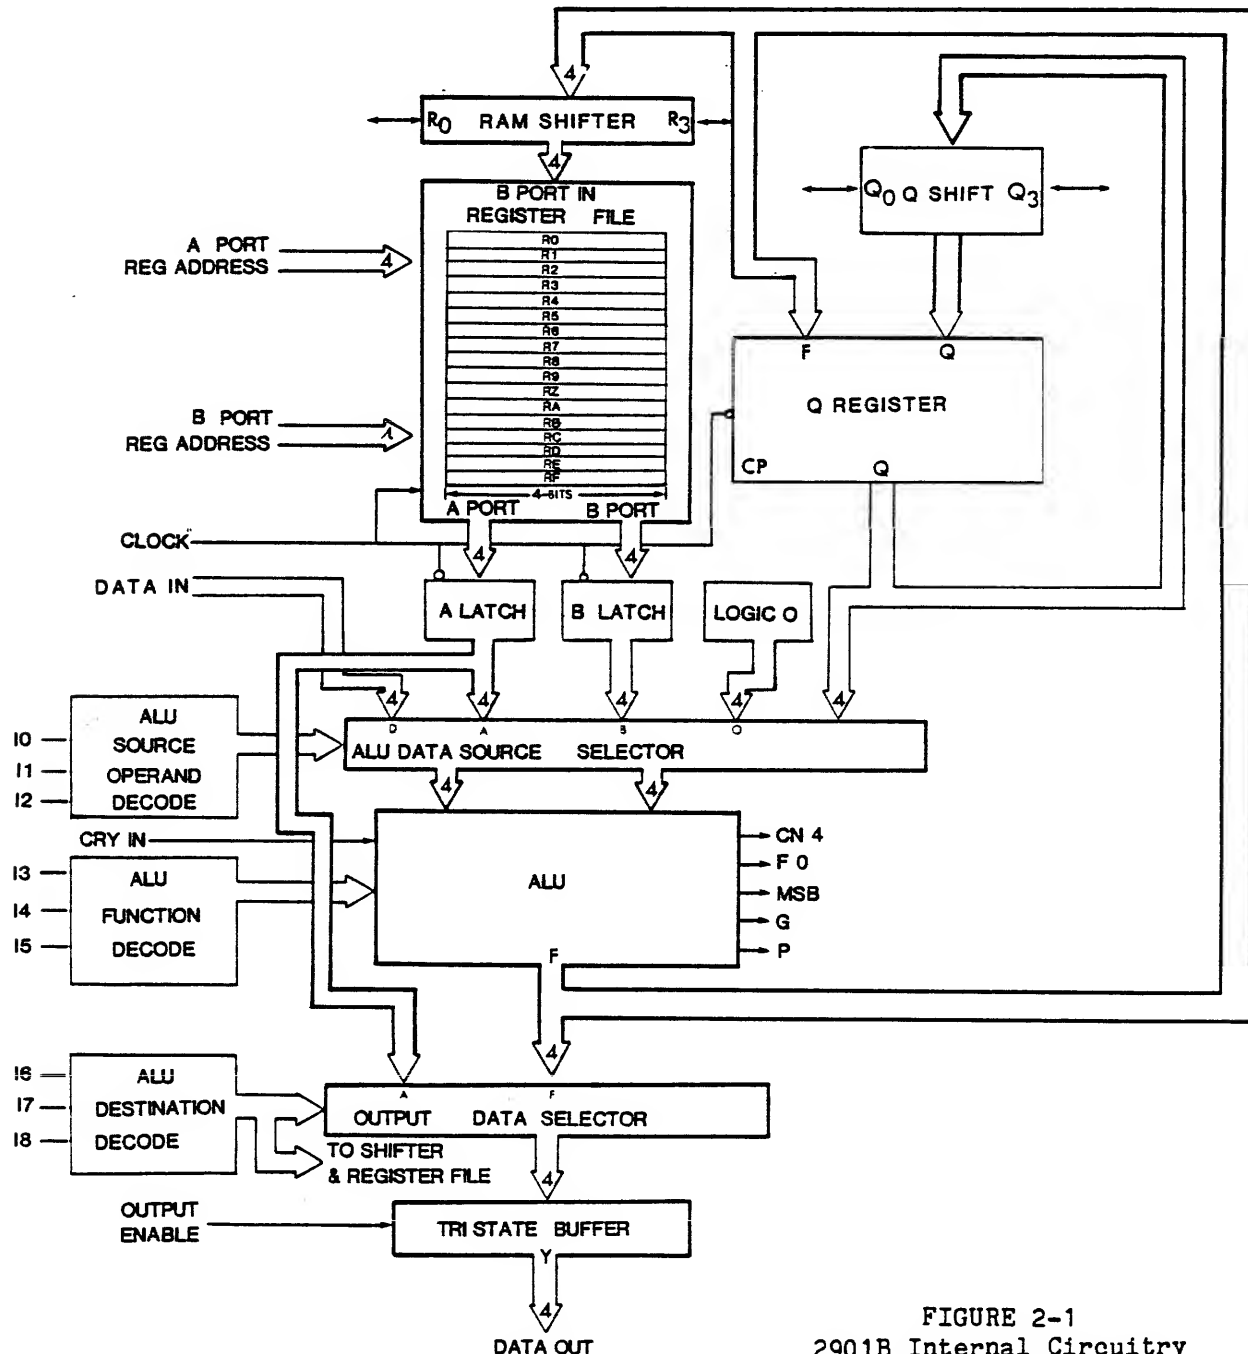 4
R0 RAM SHIFTER R3
4
Q0 Q SHIFT Q3
B PORT IN
REGISTER FILE
A PORT
REG ADDRESS
4
R0
R1
R2
R3
R4
R5
R6
R7
R8
R9
RZ
RA
RB
RC
RD
RE
RF
4-BITS
A PORT
B PORT
B PORT
REG ADDRESS
F
Q
Q REGISTER
CP
Q
CLOCK
4
4
DATA IN
A LATCH
B LATCH
LOGIC O
4
4
4
4
4
D
A
B
O
ALU DATA SOURCE SELECTOR
I0
I1
I2
ALU
SOURCE
OPERAND
DECODE
4
4
CRY IN
ALU
CN 4
F 0
MSB
G
P
F
I3
I4
I5
ALU
FUNCTION
DECODE
4
I6
I7
I8
ALU
DESTINATION
DECODE
A
F
OUTPUT DATA SELECTOR
TO SHIFTER
& REGISTER FILE
4
OUTPUT
ENABLE
TRI STATE BUFFER
Y
4
DATA OUT
FIGURE 2-1
2901B Internal Circuitry